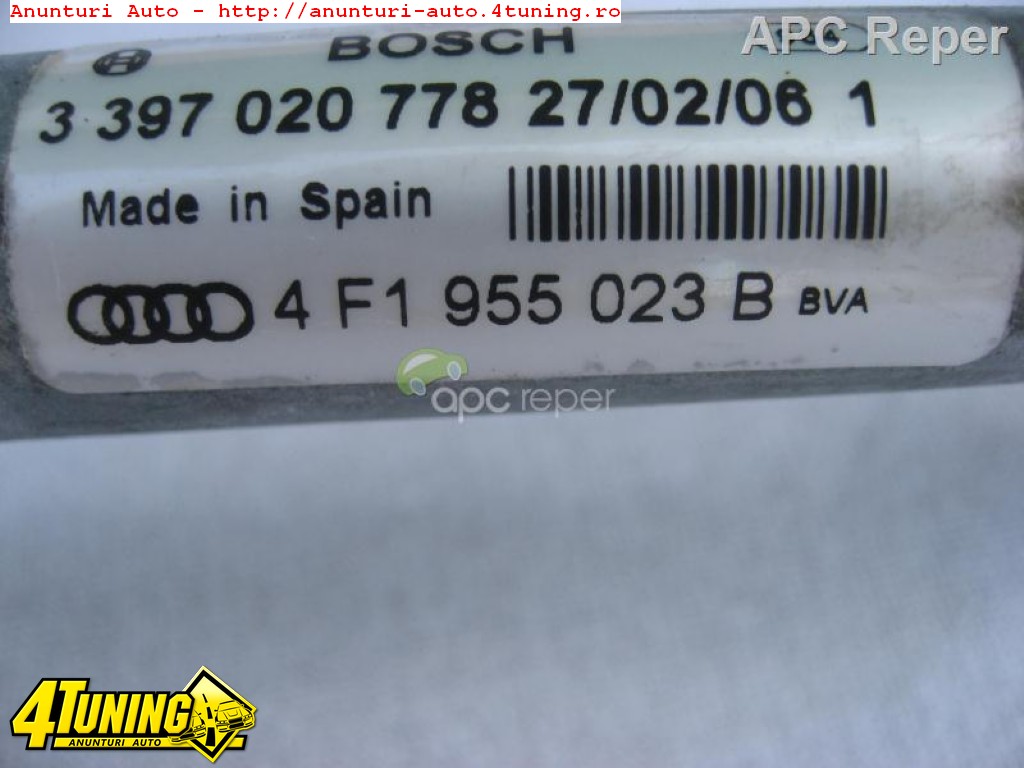 Anunturi Auto - http://anunturi-auto.4tuning.ro
APC Reper
BOSCH
3 397 020 778 27/02/06 1
Made in Spain
4 F1 955 023 B BVA
apc reper
4TUNING
ANUNTURI AUTO